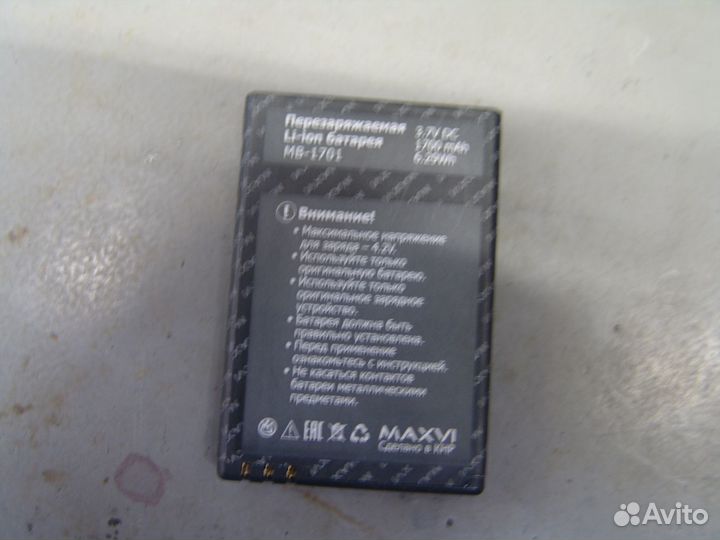 Перезаряжаемая
Li-ion батарея
MB-1701
3.7V DC
1700 mAh
6.29Wh
Внимание!
• Максимальное напряжение
для заряда – 4.2V.
• Используйте только
оригинальную батарею.
• Используйте только
оригинальное зарядное
устройство.
• Батарея должна быть
правильно установлена.
• Перед применение
ознакомьтесь с инструкцией.
• Не касаться контактов
батареи металлическими
предметами.
EAC
MAXVI
Сделано в КНР
Avito